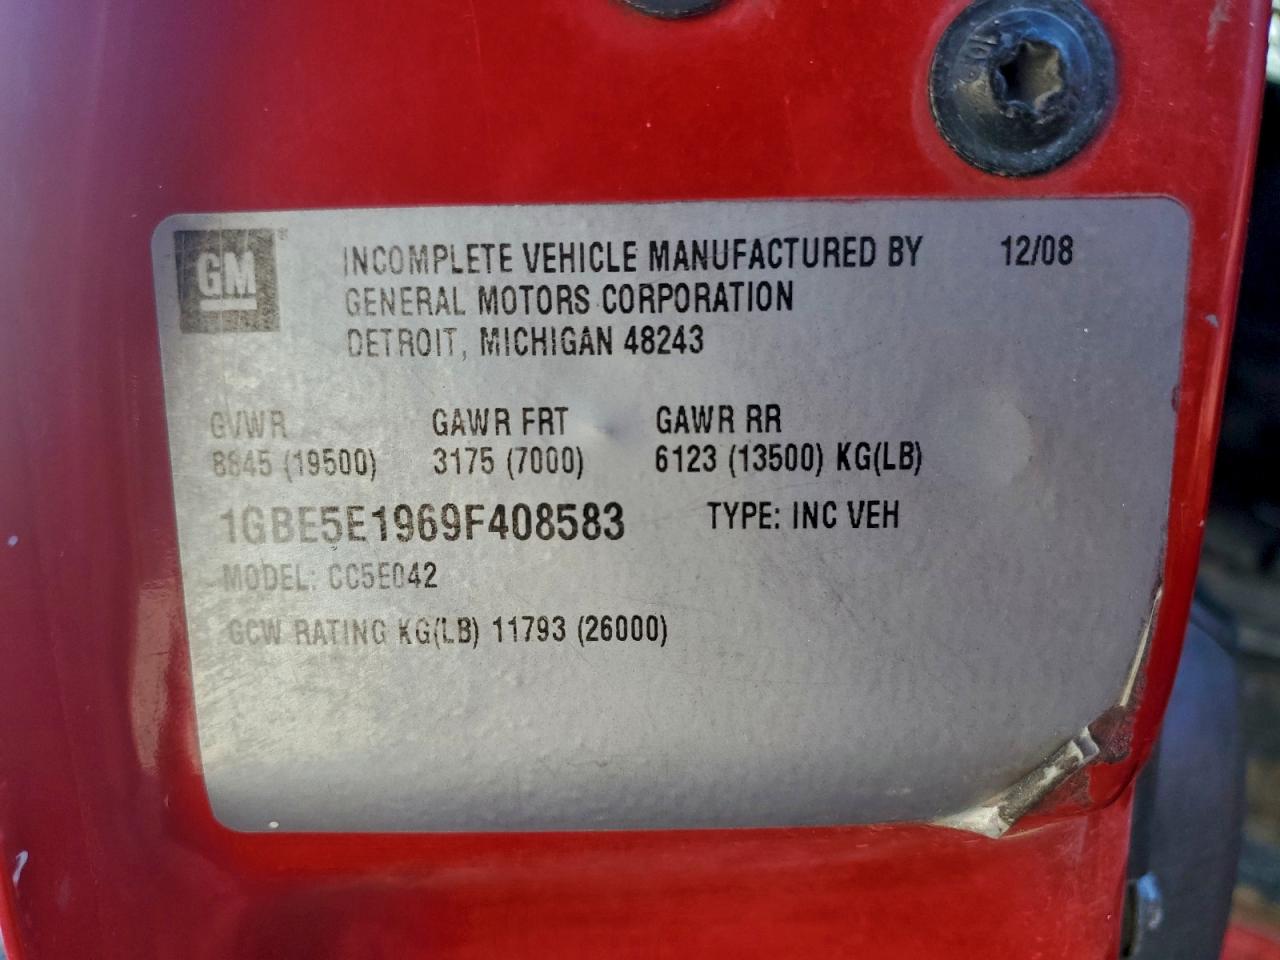 GM® INCOMPLETE VEHICLE MANUFACTURED BY 12/08
GENERAL MOTORS CORPORATION
DETROIT, MICHIGAN 48243
GVWR GAWR FRT GAWR RR
8845 (19500) 3175 (7000) 6123 (13500) KG(LB)
1GBE5E1969F408583 TYPE: INC VEH
MODEL: CC5E042
GCW RATING KG(LB) 11793 (26000)